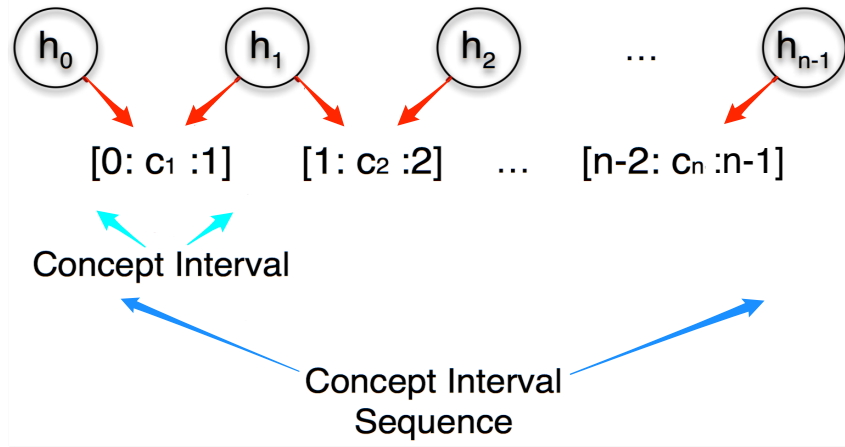 h₀ h₁ h₂ … hₙ₋₁
[0: c₁ :1] [1: c₂ :2] … [n-2: cₙ :n-1]
Concept Interval
Concept Interval
Sequence